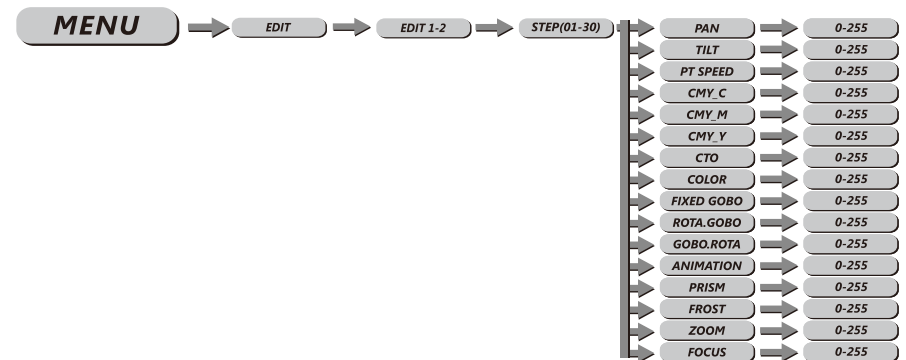 MENU EDIT EDIT 1-2 STEP(01-30) PAN 0-255
TILT 0-255
PT SPEED 0-255
CMY_C 0-255
CMY_M 0-255
CMY_Y 0-255
CTO 0-255
COLOR 0-255
FIXED GOBO 0-255
ROTA.GOBO 0-255
GOBO.ROTA 0-255
ANIMATION 0-255
PRISM 0-255
FROST 0-255
ZOOM 0-255
FOCUS 0-255